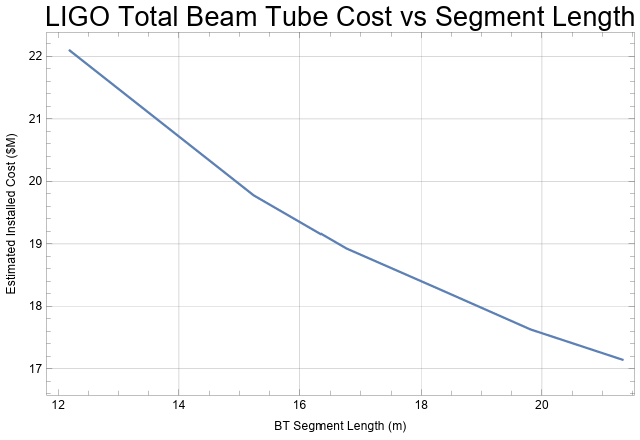 LIGO Total Beam Tube Cost vs Segment Length
Estimated Installed Cost ($M)
22
21
20
19
18
17
12 14 16 18 20
BT Segment Length (m)